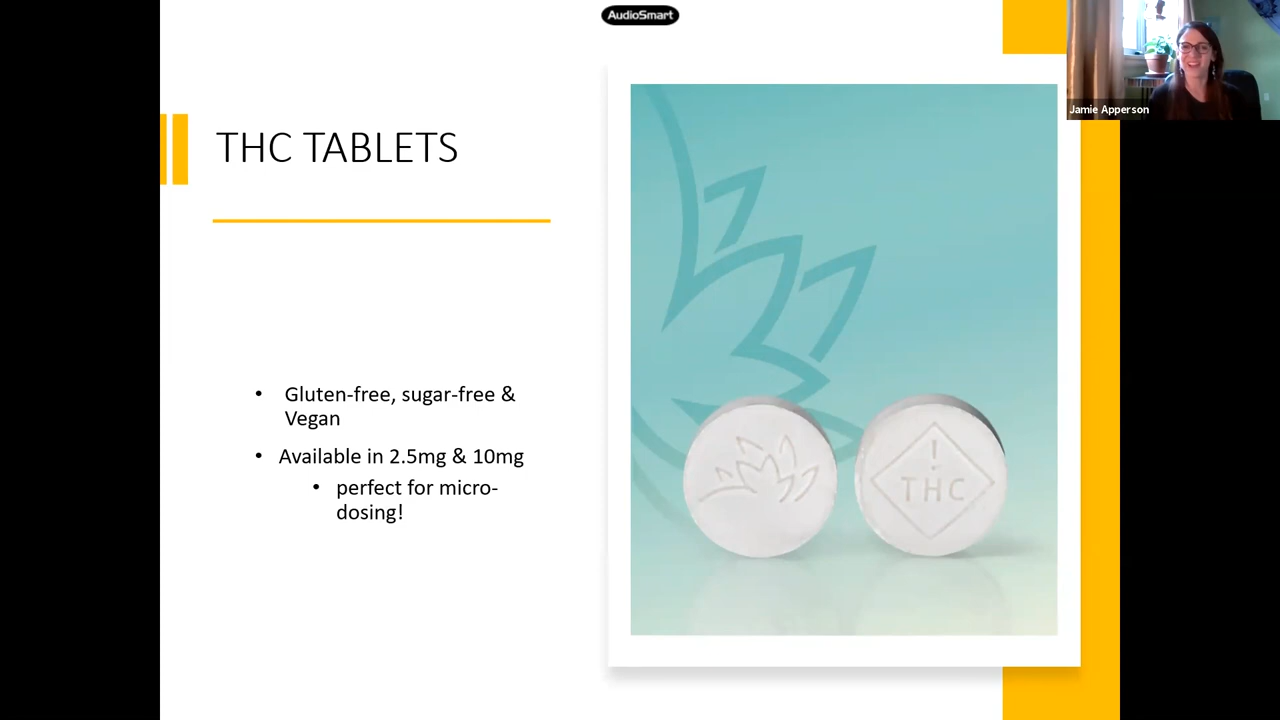 AudioSmart
Jamie Apperson
THC TABLETS
• Gluten-free, sugar-free &
Vegan
• Available in 2.5mg & 10mg
• perfect for micro-
dosing!
!
THC